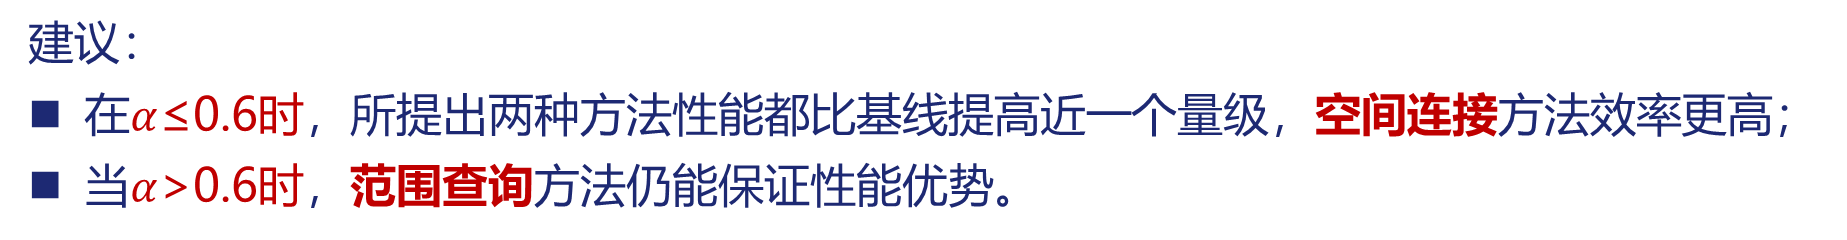 建议：
■ 在α≤0.6时，所提出两种方法性能都比基线提高近一个量级，空间连接方法效率更高；
■ 当α>0.6时，范围查询方法仍能保证性能优势。